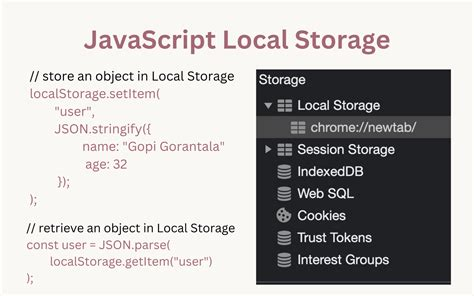 JavaScript Local Storage
// store an object in Local Storage
localStorage.setItem(
"user",
JSON.stringify({
name: "Gopi Gorantala"
age: 32
});
);
// retrieve an object in Local Storage
const user = JSON.parse(
localStorage.getItem("user")
);
Storage
Local Storage
chrome://newtab/
Session Storage
IndexedDB
Web SQL
Cookies
Trust Tokens
Interest Groups